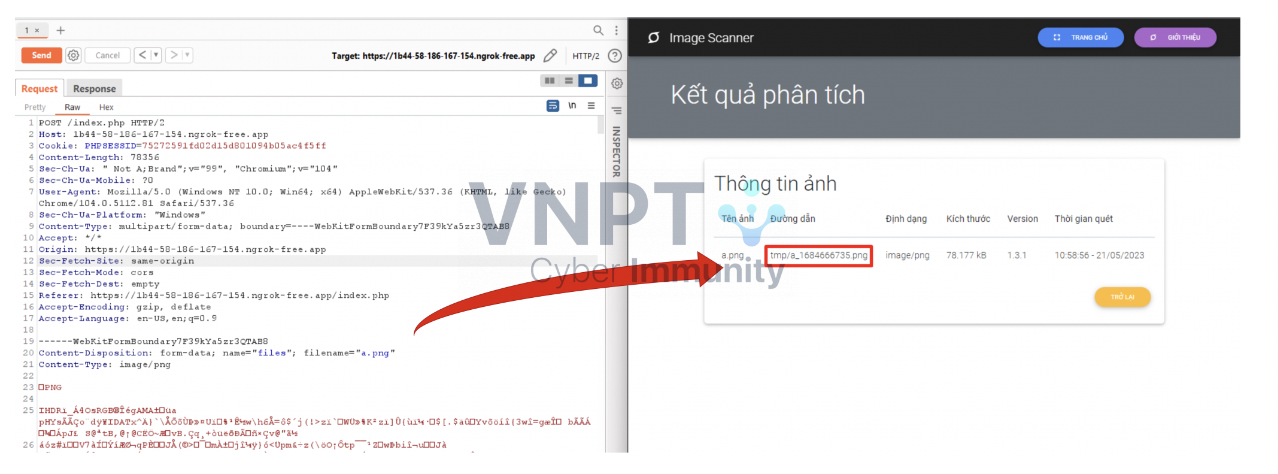 1 × +
Send Cancel < > Target: https://1b44-58-186-167-154.ngrok-free.app HTTP/2
Request Response
Pretty Raw Hex \n
INSPECTOR
1 POST /index.php HTTP/2
2 Host: 1b44-58-186-167-154.ngrok-free.app
3 Cookie: PHPSESSID=75272591fd02d15d801094b05ac4f5ff
4 Content-Length: 78356
5 Sec-Ch-Ua: " Not A;Brand";v="99", "Chromium";v="104"
6 Sec-Ch-Ua-Mobile: ?0
7 User-Agent: Mozilla/5.0 (Windows NT 10.0; Win64; x64) AppleWebKit/537.36 (KHTML, like Gecko)
Chrome/104.0.5112.81 Safari/537.36
8 Sec-Ch-Ua-Platform: "Windows"
9 Content-Type: multipart/form-data; boundary=----WebKitFormBoundary7F39kYa5zr3QTAB8
10 Accept: */*
11 Origin: https://1b44-58-186-167-154.ngrok-free.app
12 Sec-Fetch-Site: same-origin
13 Sec-Fetch-Mode: cors
14 Sec-Fetch-Dest: empty
15 Referer: https://1b44-58-186-167-154.ngrok-free.app/index.php
16 Accept-Encoding: gzip, deflate
17 Accept-Language: en-US,en;q=0.9
18
19 ------WebKitFormBoundary7F39kYa5zr3QTAB8
20 Content-Disposition: form-data; name="files"; filename="a.png"
21 Content-Type: image/png
22
23 PNG
24
25
26
Image Scanner
TRANG CHỦ GIỚI THIỆU
Kết quả phân tích
Thông tin ảnh
Tên ảnh Đường dẫn Định dạng Kích thước Version Thời gian quét
a.png tmp/a_1684666735.png image/png 78.177 kB 1.3.1 10:58:56 - 21/05/2023
TRỞ LẠI
VNPT
Cyber Immunity